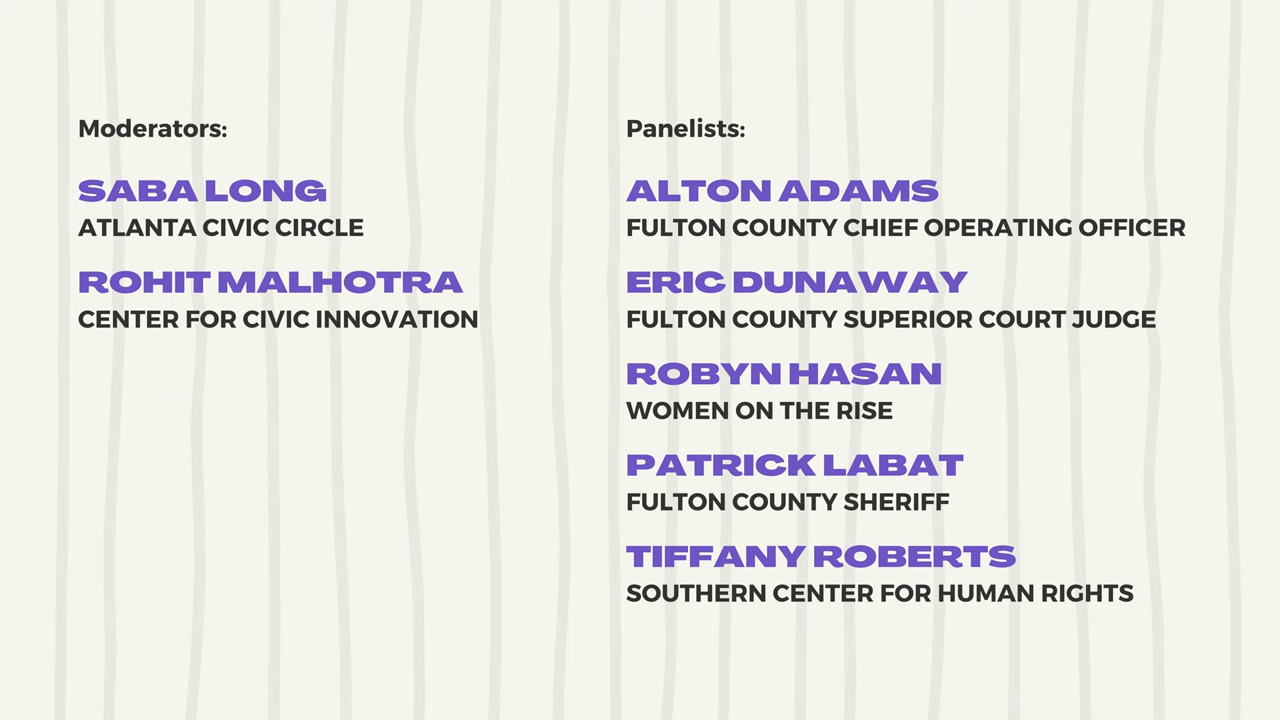 Moderators:
SABA LONG
ATLANTA CIVIC CIRCLE
ROHIT MALHOTRA
CENTER FOR CIVIC INNOVATION
Panelists:
ALTON ADAMS
FULTON COUNTY CHIEF OPERATING OFFICER
ERIC DUNAWAY
FULTON COUNTY SUPERIOR COURT JUDGE
ROBYN HASAN
WOMEN ON THE RISE
PATRICK LABAT
FULTON COUNTY SHERIFF
TIFFANY ROBERTS
SOUTHERN CENTER FOR HUMAN RIGHTS